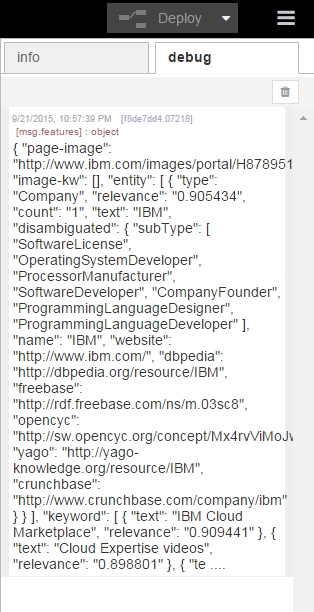 Deploy
info
debug
9/21/2015, 10:57:39 PM [f8de7dd4.07218]
[msg.features] : object
{ "page-image":
"http://www.ibm.com/images/portal/H878951
"image-kw": [], "entity": [ { "type":
"Company", "relevance": "0.905434",
"count": "1", "text": "IBM",
"disambiguated": { "subType": [
"SoftwareLicense",
"OperatingSystemDeveloper",
"ProcessorManufacturer",
"SoftwareDeveloper", "CompanyFounder",
"ProgrammingLanguageDesigner",
"ProgrammingLanguageDeveloper" ],
"name": "IBM", "website":
"http://www.ibm.com/", "dbpedia":
"http://dbpedia.org/resource/IBM",
"freebase":
"http://rdf.freebase.com/ns/m.03sc8",
"opencyc":
"http://sw.opencyc.org/concept/Mx4rvViMoJw
"yago": "http://yago-
knowledge.org/resource/IBM",
"crunchbase":
"http://www.crunchbase.com/company/ibm"
} } ], "keyword": [ { "text": "IBM Cloud
Marketplace", "relevance": "0.909441" }, {
"text": "Cloud Expertise videos",
"relevance": "0.898801" }, { "te ....